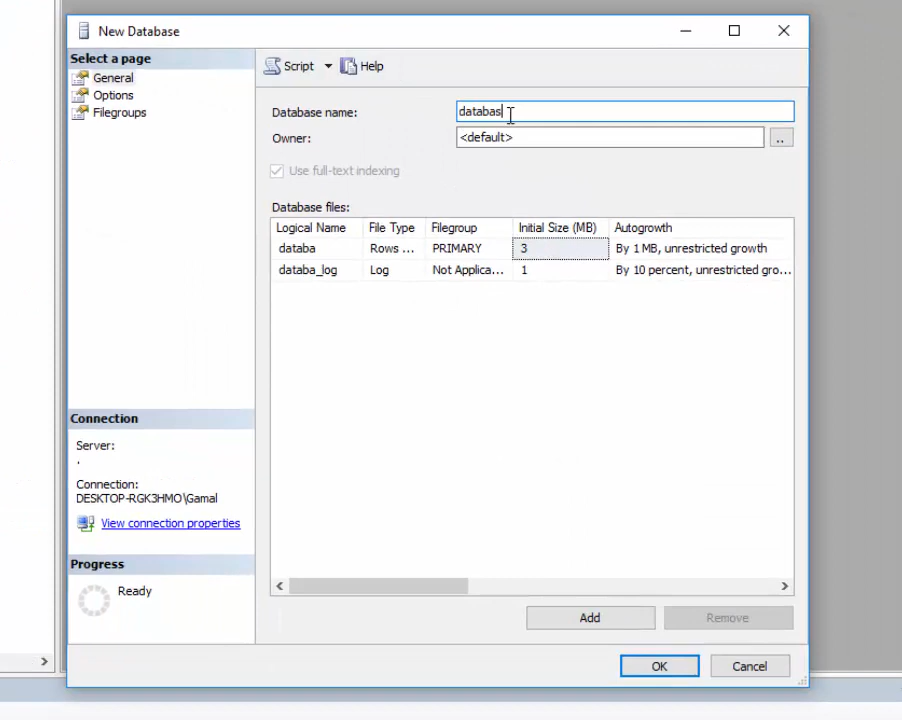 New Database
Select a page
General
Options
Filegroups
Script
Help
Database name:
databas
Owner:
<default>
..
Use full-text indexing
Database files:
Logical Name File Type Filegroup Initial Size (MB) Autogrowth
databa Rows ... PRIMARY 3 By 1 MB, unrestricted growth
databa_log Log Not Applica... 1 By 10 percent, unrestricted gro...
Connection
Server:
.
Connection:
DESKTOP-RGK3HMO\Gamal
View connection properties
Progress
Ready
Add
Remove
OK
Cancel